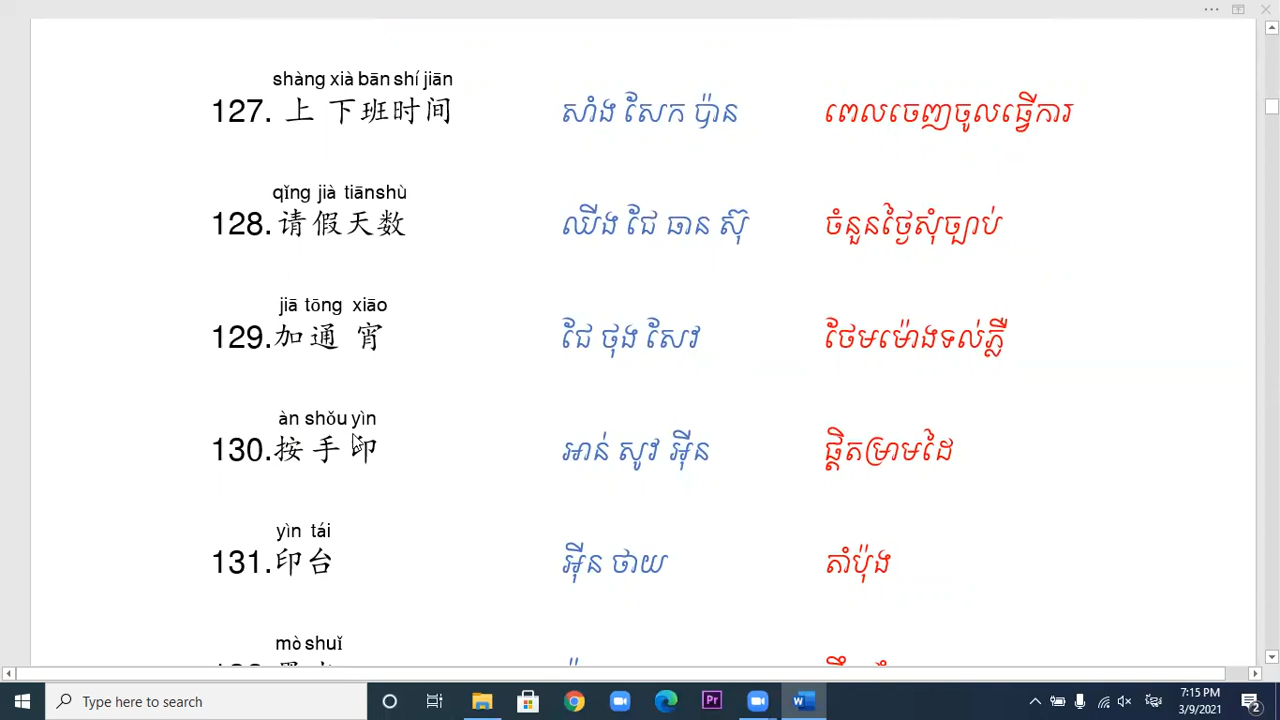 shàng xià bān shí jiān
127. 上 下班时间 សាំង សែក ប៉ាន ពេលចេញចូលធ្វើការ
qǐng jià tiānshù
128. 请假天数 ឈីង ជែ ធាន ស៊ុ ចំនួនថ្ងៃសុំច្បាប់
jiā tōng xiāo
129. 加通 宵 ជែ ថុង សែវ ថែមម៉ោងទល់ភ្លឺ
àn shǒu yìn
130. 按手印 អាន់ សូវ អ៊ីន ផ្តិតម្រាមដៃ
yìn tái
131. 印台 អ៊ីន ថាយ តាំប៉ុង
mò shuǐ
Type here to search
7:15 PM
3/9/2021
2